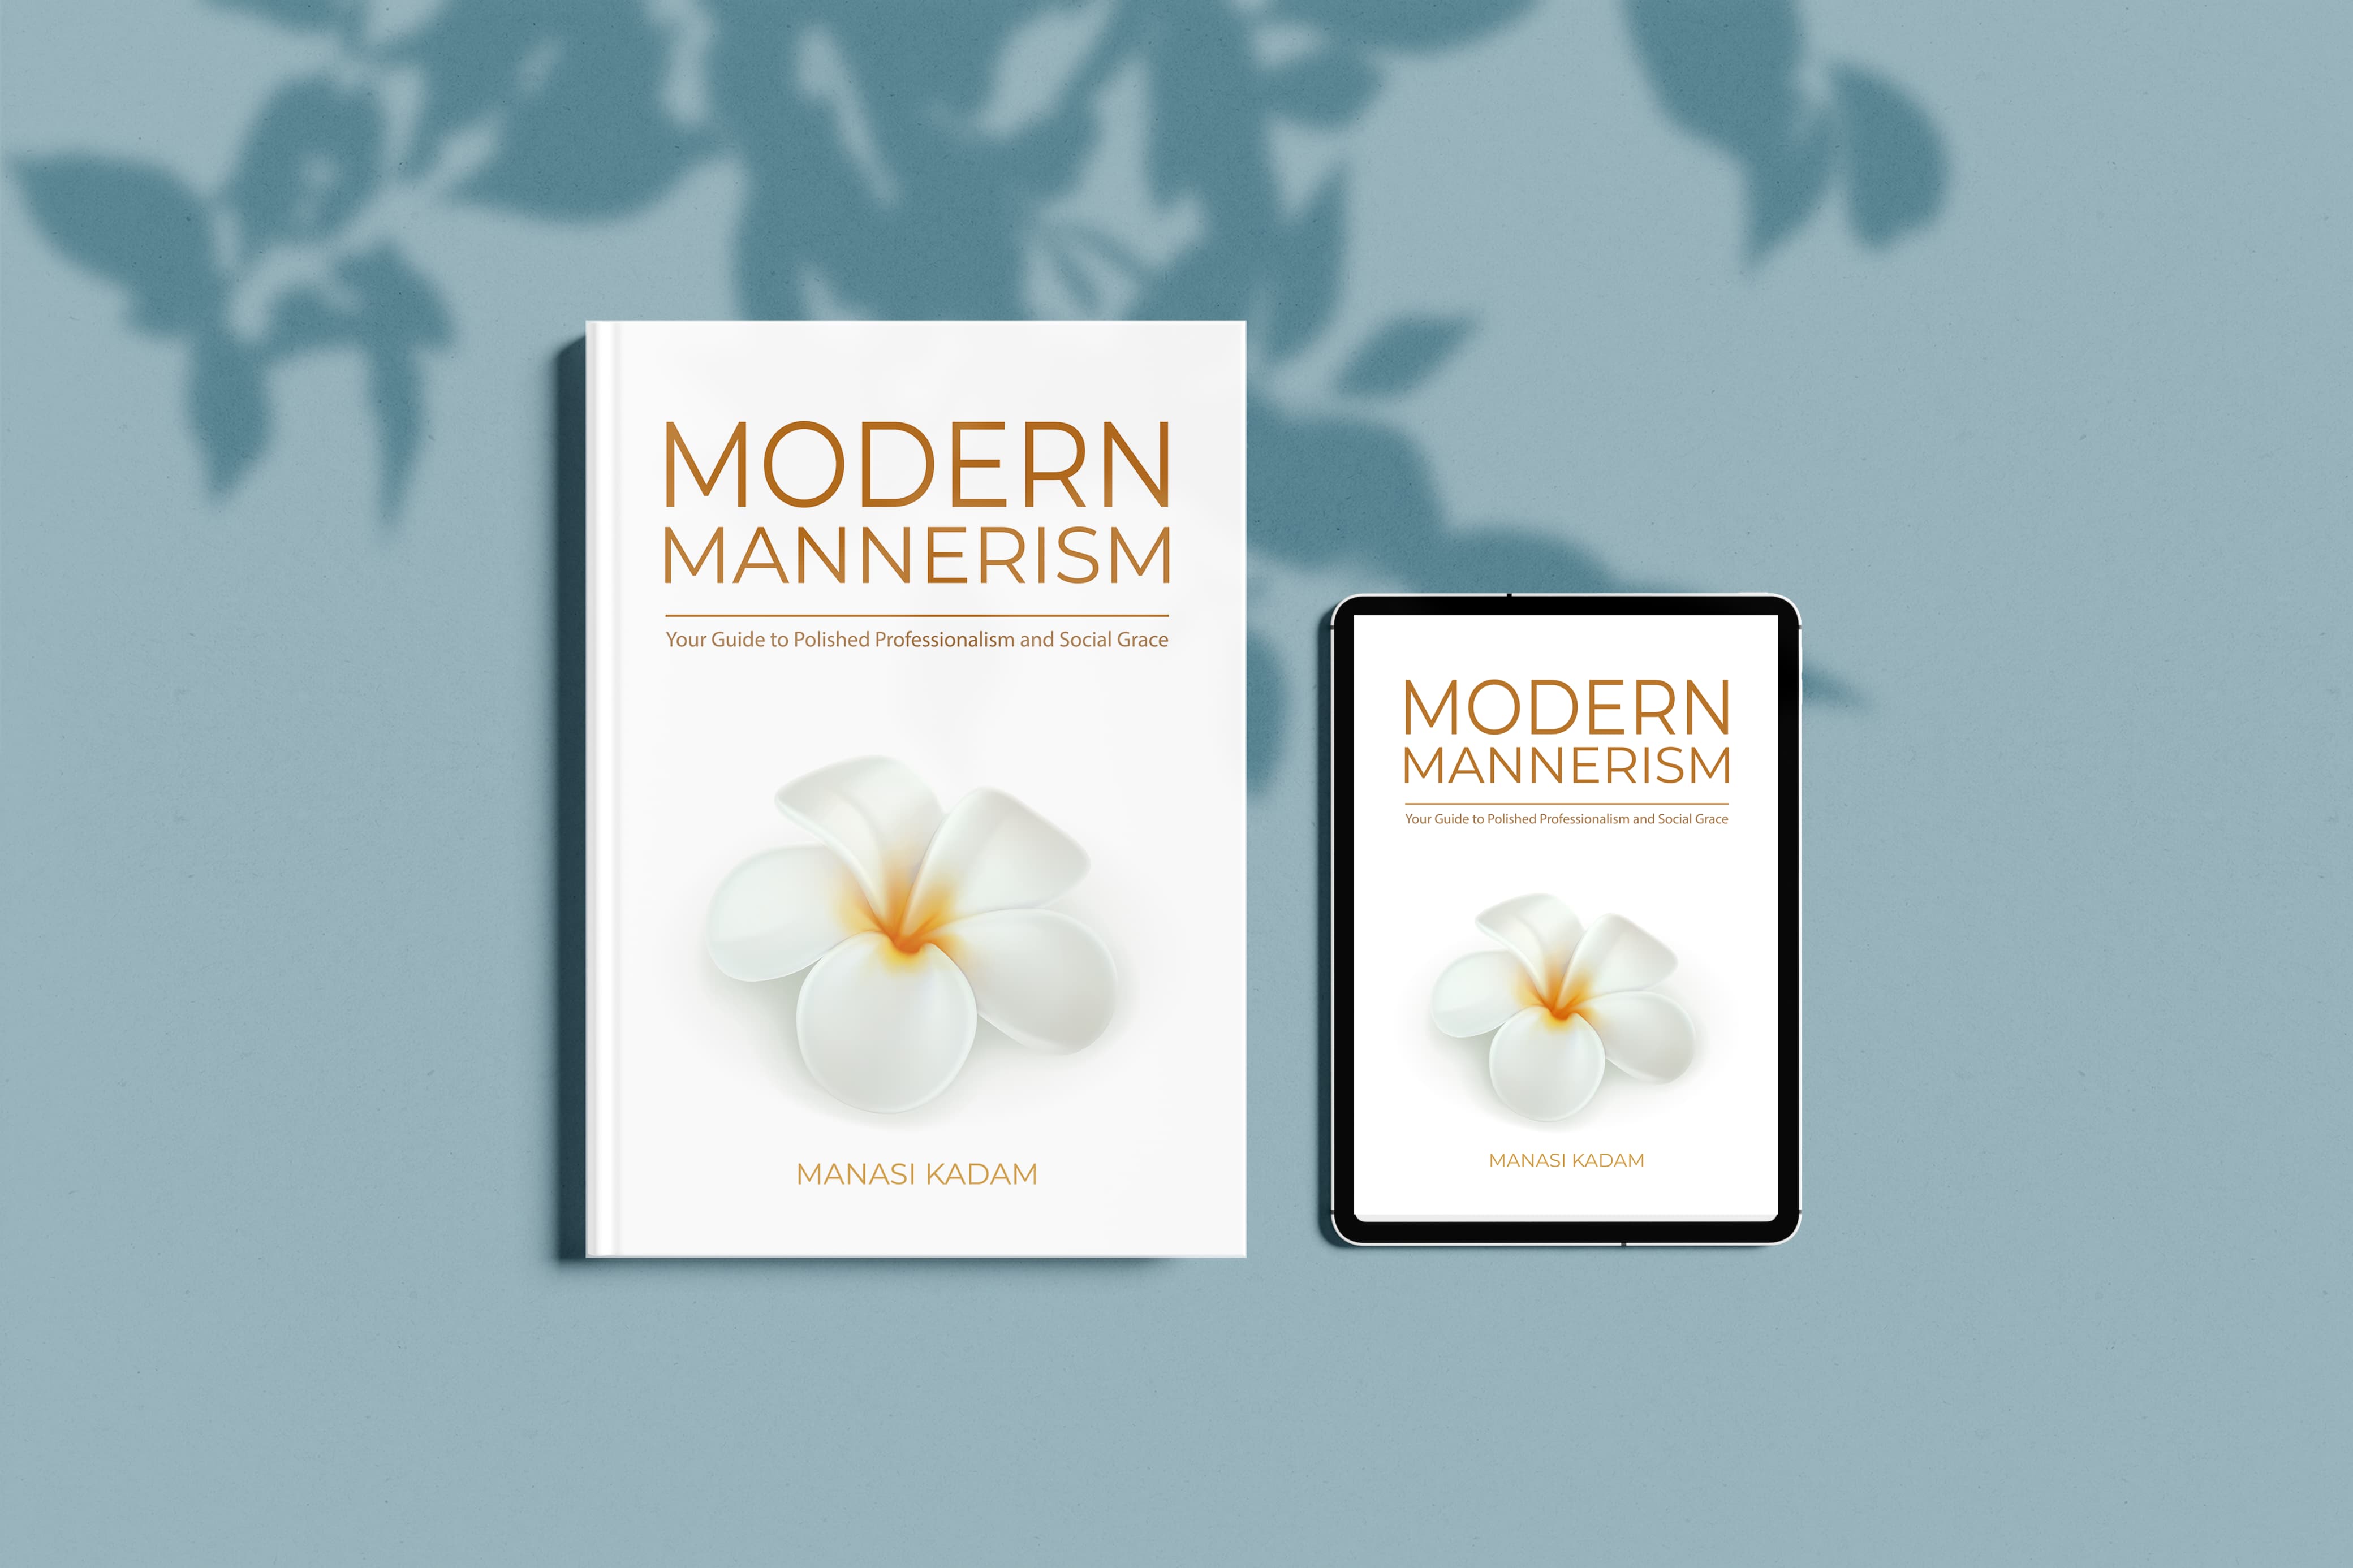 MODERN
MANNERISM
Your Guide to Polished Professionalism and Social Grace
MANASI KADAM
MODERN
MANNERISM
Your Guide to Polished Professionalism and Social Grace
MANASI KADAM